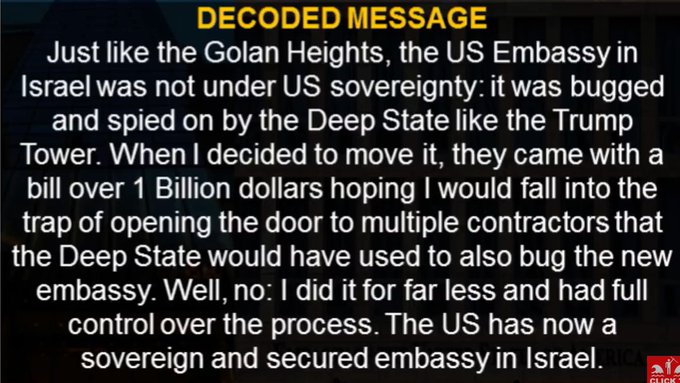 DECODED MESSAGE
Just like the Golan Heights, the US Embassy in
Israel was not under US sovereignty: it was bugged
and spied on by the Deep State like the Trump
Tower. When I decided to move it, they came with a
bill over 1 Billion dollars hoping I would fall into the
trap of opening the door to multiple contractors that
the Deep State would have used to also bug the new
embassy. Well, no: I did it for far less and had full
control over the process. The US has now a
sovereign and secured embassy in Israel.
CLICK